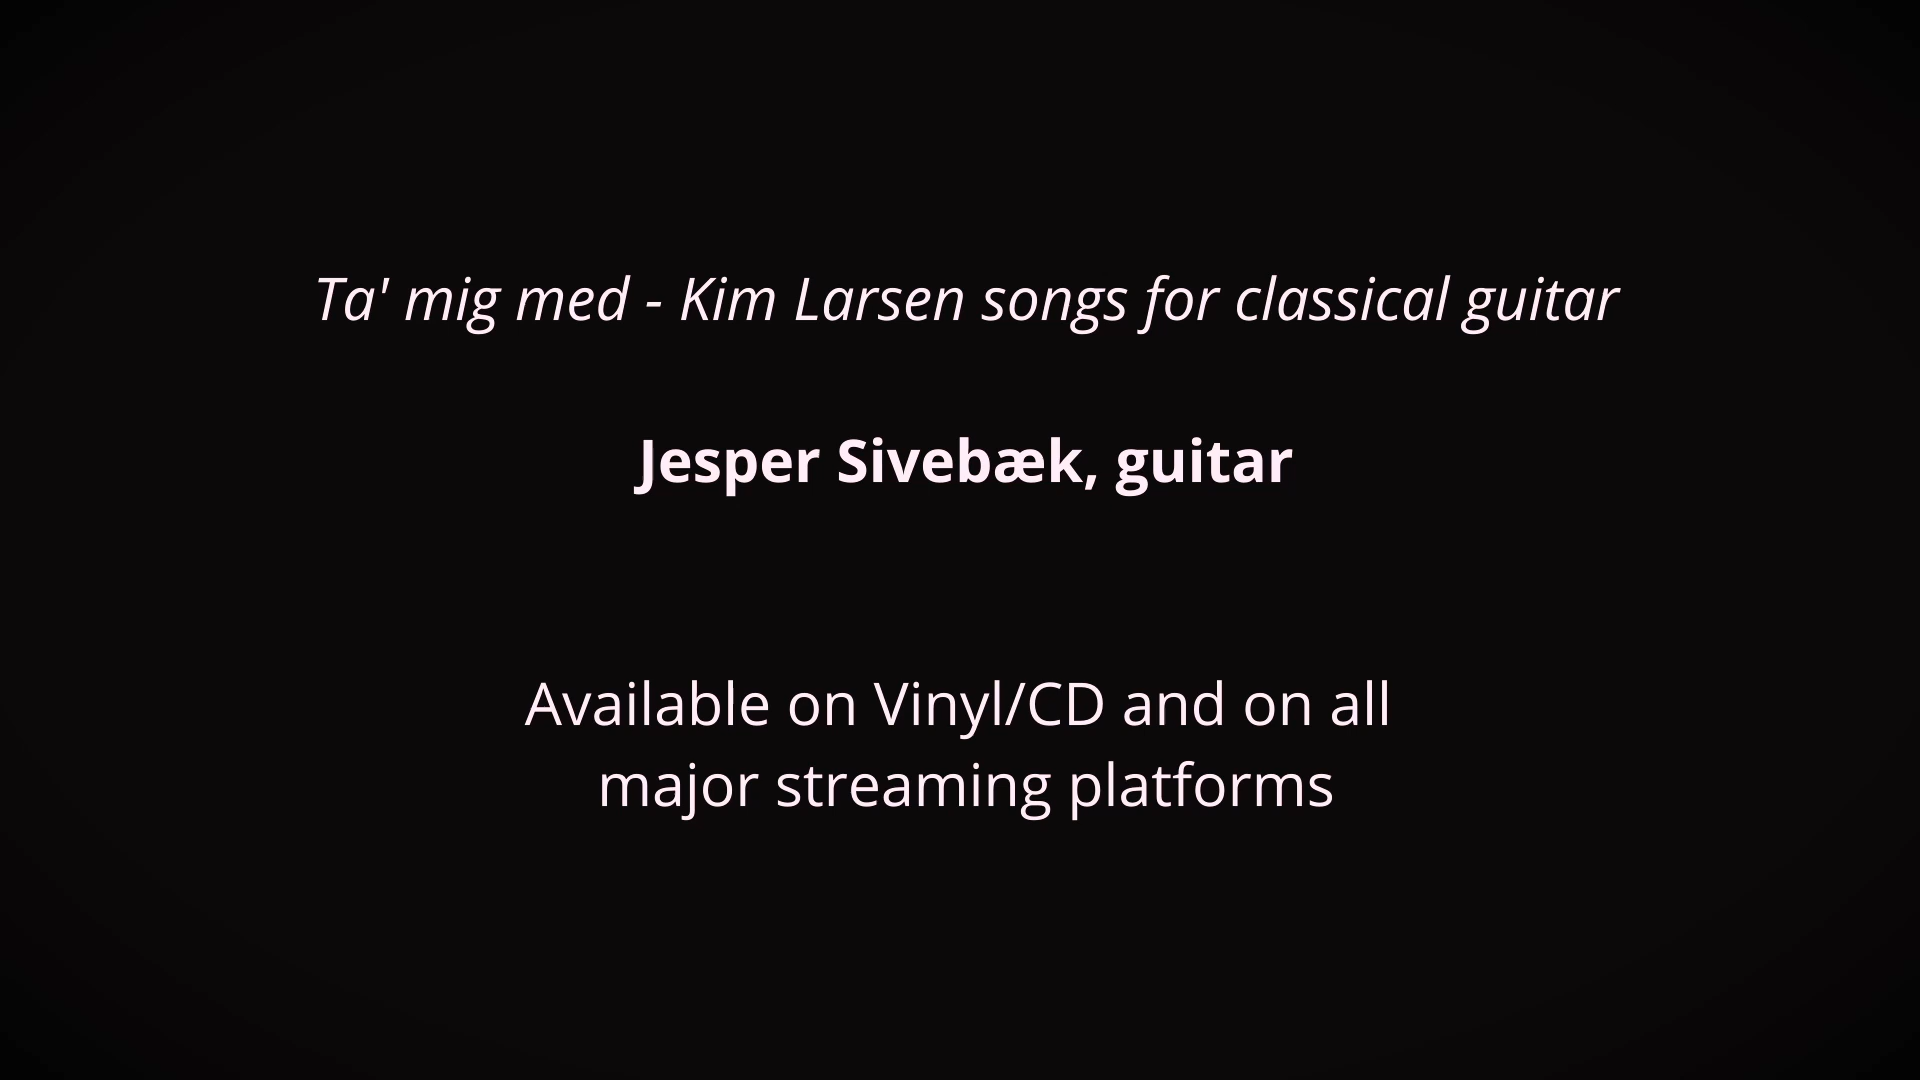 Ta' mig med - Kim Larsen songs for classical guitar
Jesper Sivebæk, guitar
Available on Vinyl/CD and on all
major streaming platforms